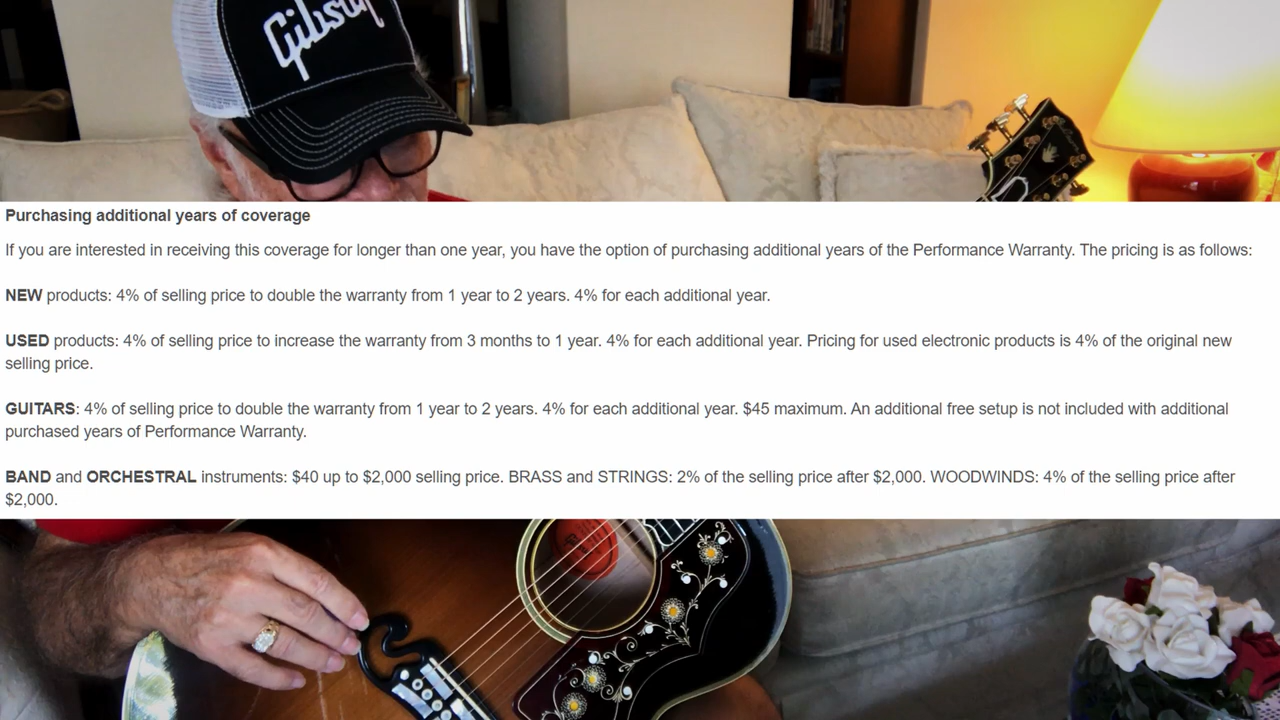 Gibson
Purchasing additional years of coverage
If you are interested in receiving this coverage for longer than one year, you have the option of purchasing additional years of the Performance Warranty. The pricing is as follows:
NEW products: 4% of selling price to double the warranty from 1 year to 2 years. 4% for each additional year.
USED products: 4% of selling price to increase the warranty from 3 months to 1 year. 4% for each additional year. Pricing for used electronic products is 4% of the original new
selling price.
GUITARS: 4% of selling price to double the warranty from 1 year to 2 years. 4% for each additional year. $45 maximum. An additional free setup is not included with additional
purchased years of Performance Warranty.
BAND and ORCHESTRAL instruments: $40 up to $2,000 selling price. BRASS and STRINGS: 2% of the selling price after $2,000. WOODWINDS: 4% of the selling price after
$2,000.